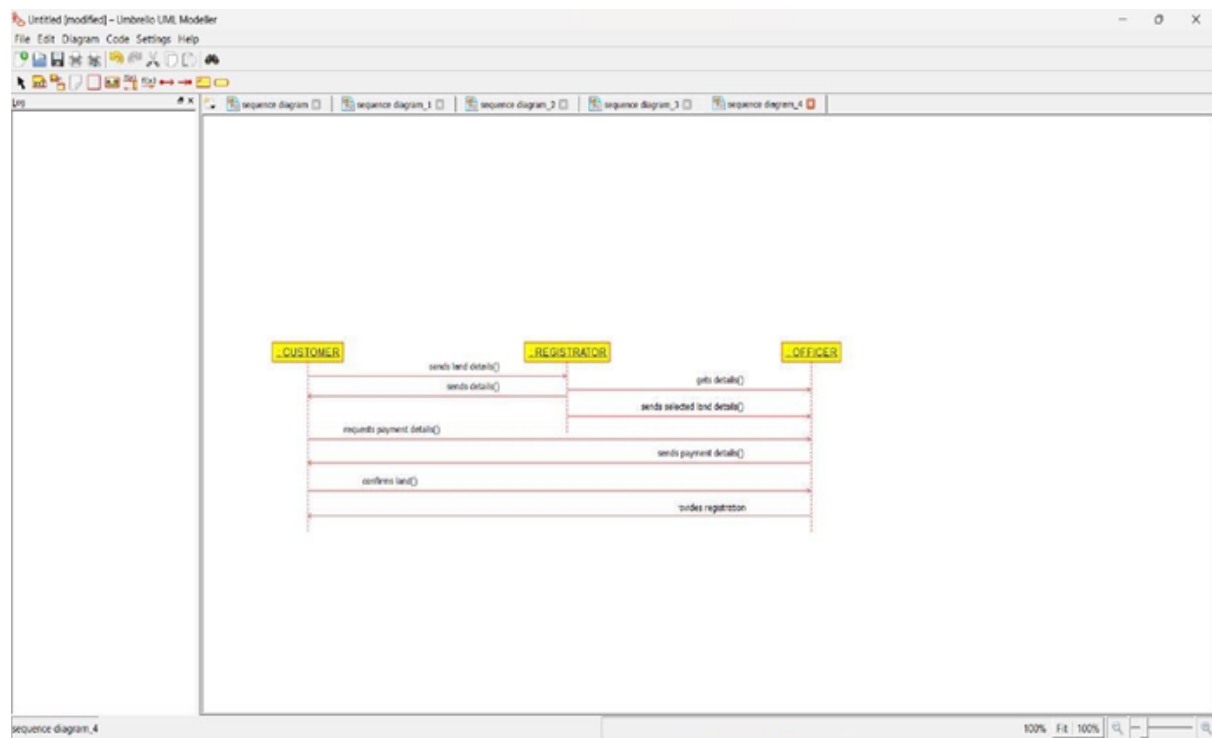 Untitled [modified] – Umbrello UML Modeller
File Edit Diagram Code Settings Help
Log
sequence diagram
sequence diagram_1
sequence diagram_2
sequence diagram_3
sequence diagram_4
: CUSTOMER
: REGISTRATOR
: OFFICER
sends land details()
gets details()
sends details()
sends selected land details()
requests payment details()
sends payment details()
confirms land()
registration
sequence diagram_4
100% Fit 100%